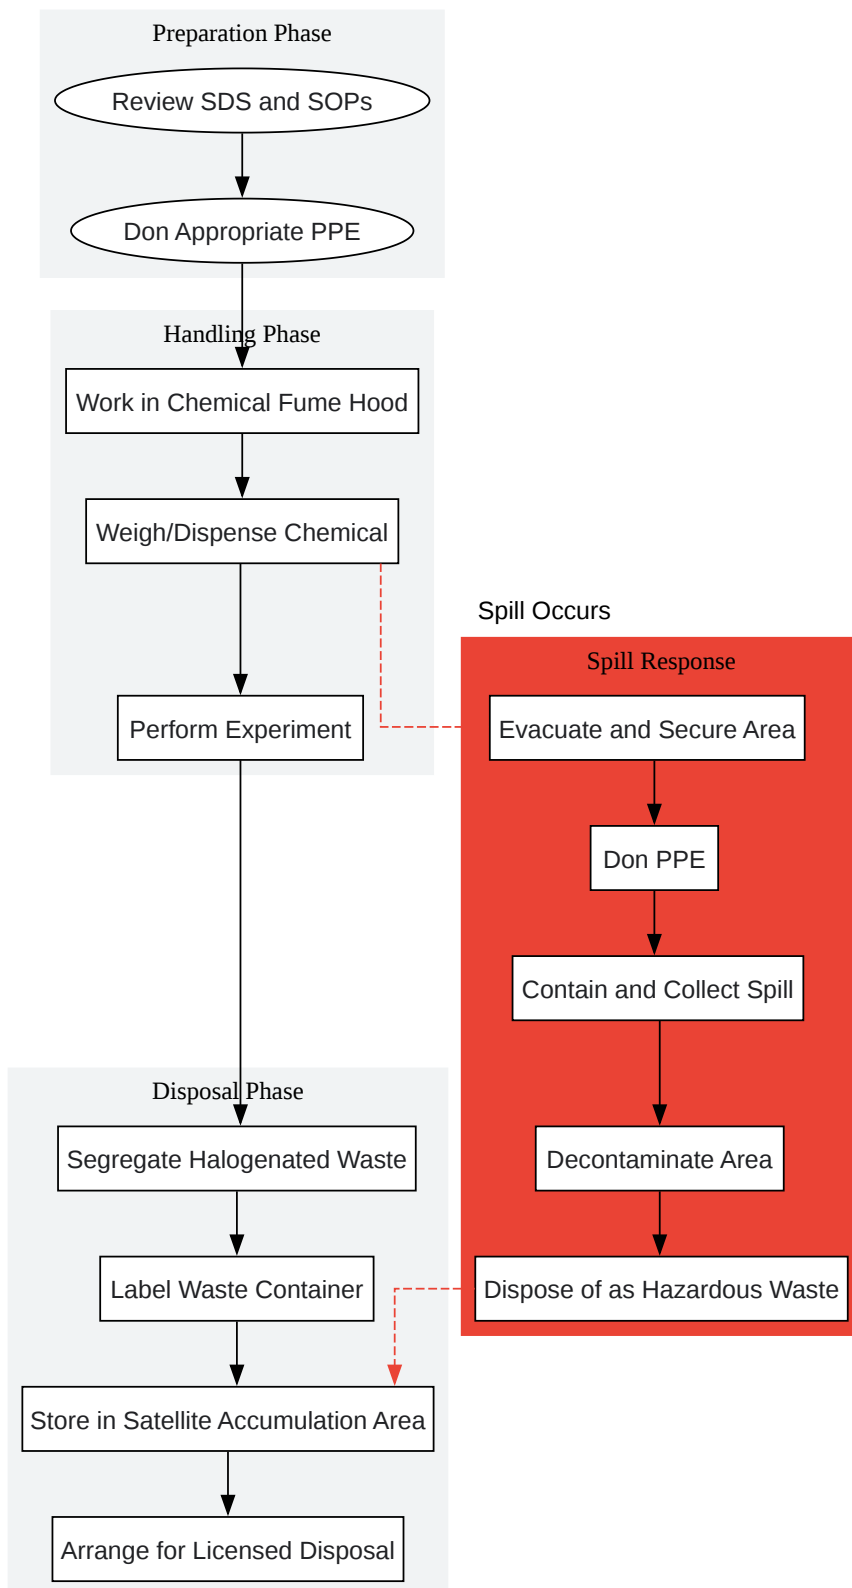 Preparation Phase
Review SDS and SOPs
Don Appropriate PPE
Handling Phase
Work in Chemical Fume Hood
Weigh/Dispense Chemical
Perform Experiment
Spill Occurs
Spill Response
Evacuate and Secure Area
Don PPE
Contain and Collect Spill
Decontaminate Area
Dispose of as Hazardous Waste
Disposal Phase
Segregate Halogenated Waste
Label Waste Container
Store in Satellite Accumulation Area
Arrange for Licensed Disposal